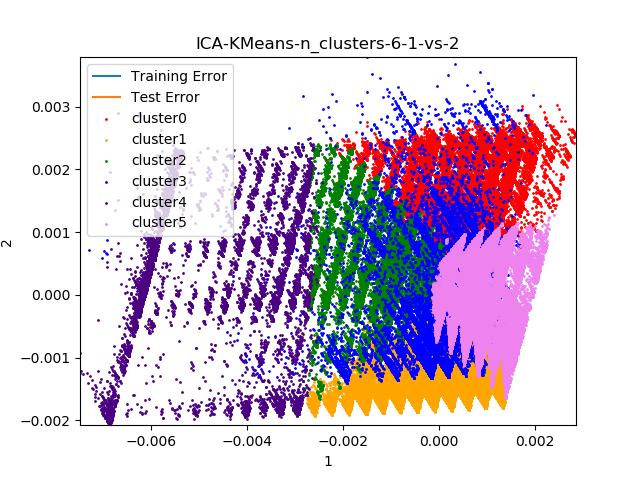 ICA-KMeans-n_clusters-6-1-vs-2
Training Error
Test Error
cluster0
cluster1
cluster2
cluster3
cluster4
cluster5
0.003
0.002
0.001
0.000
−0.001
−0.002
2
−0.006 −0.004 −0.002 0.000 0.002
1